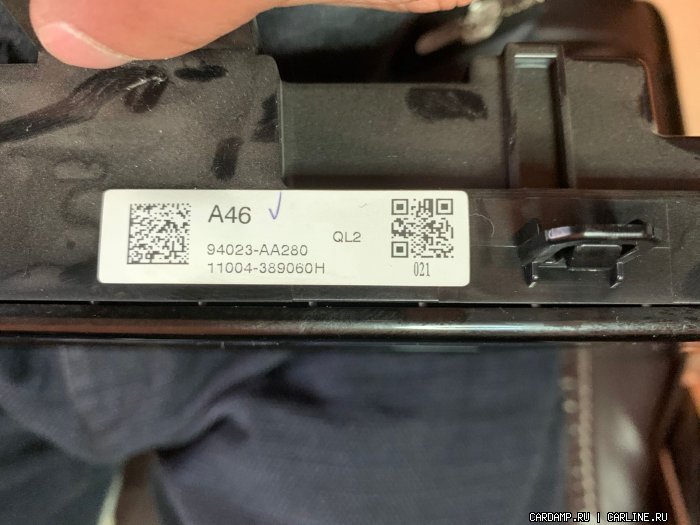 A46
QL2
94023-AA280
11004-389060H
021
CARDAMP.RU | CARLINE.RU